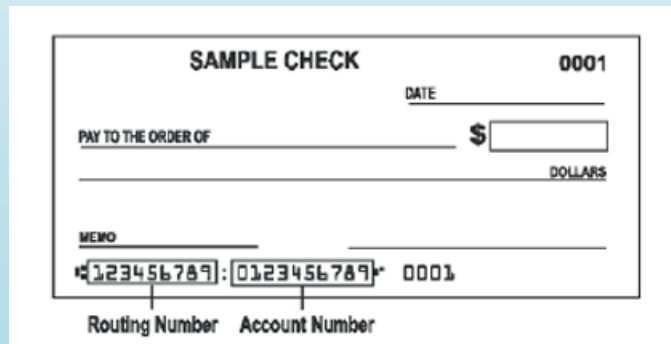 SAMPLE CHECK 0001
DATE
PAY TO THE ORDER OF $
DOLLARS
MEMO
⑆123456789⑆ 0123456789⑈ 0001
Routing Number Account Number